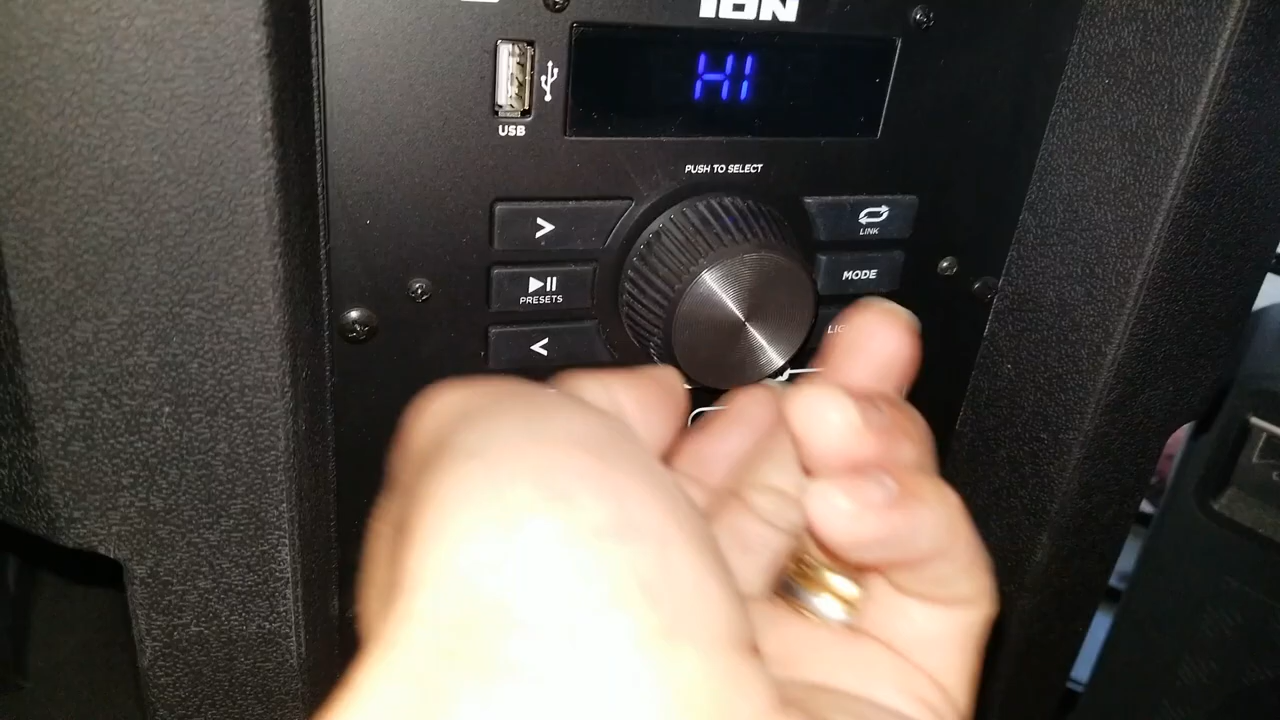 ION
HI
USB
PUSH TO SELECT
>
LINK
MODE
PRESETS
<